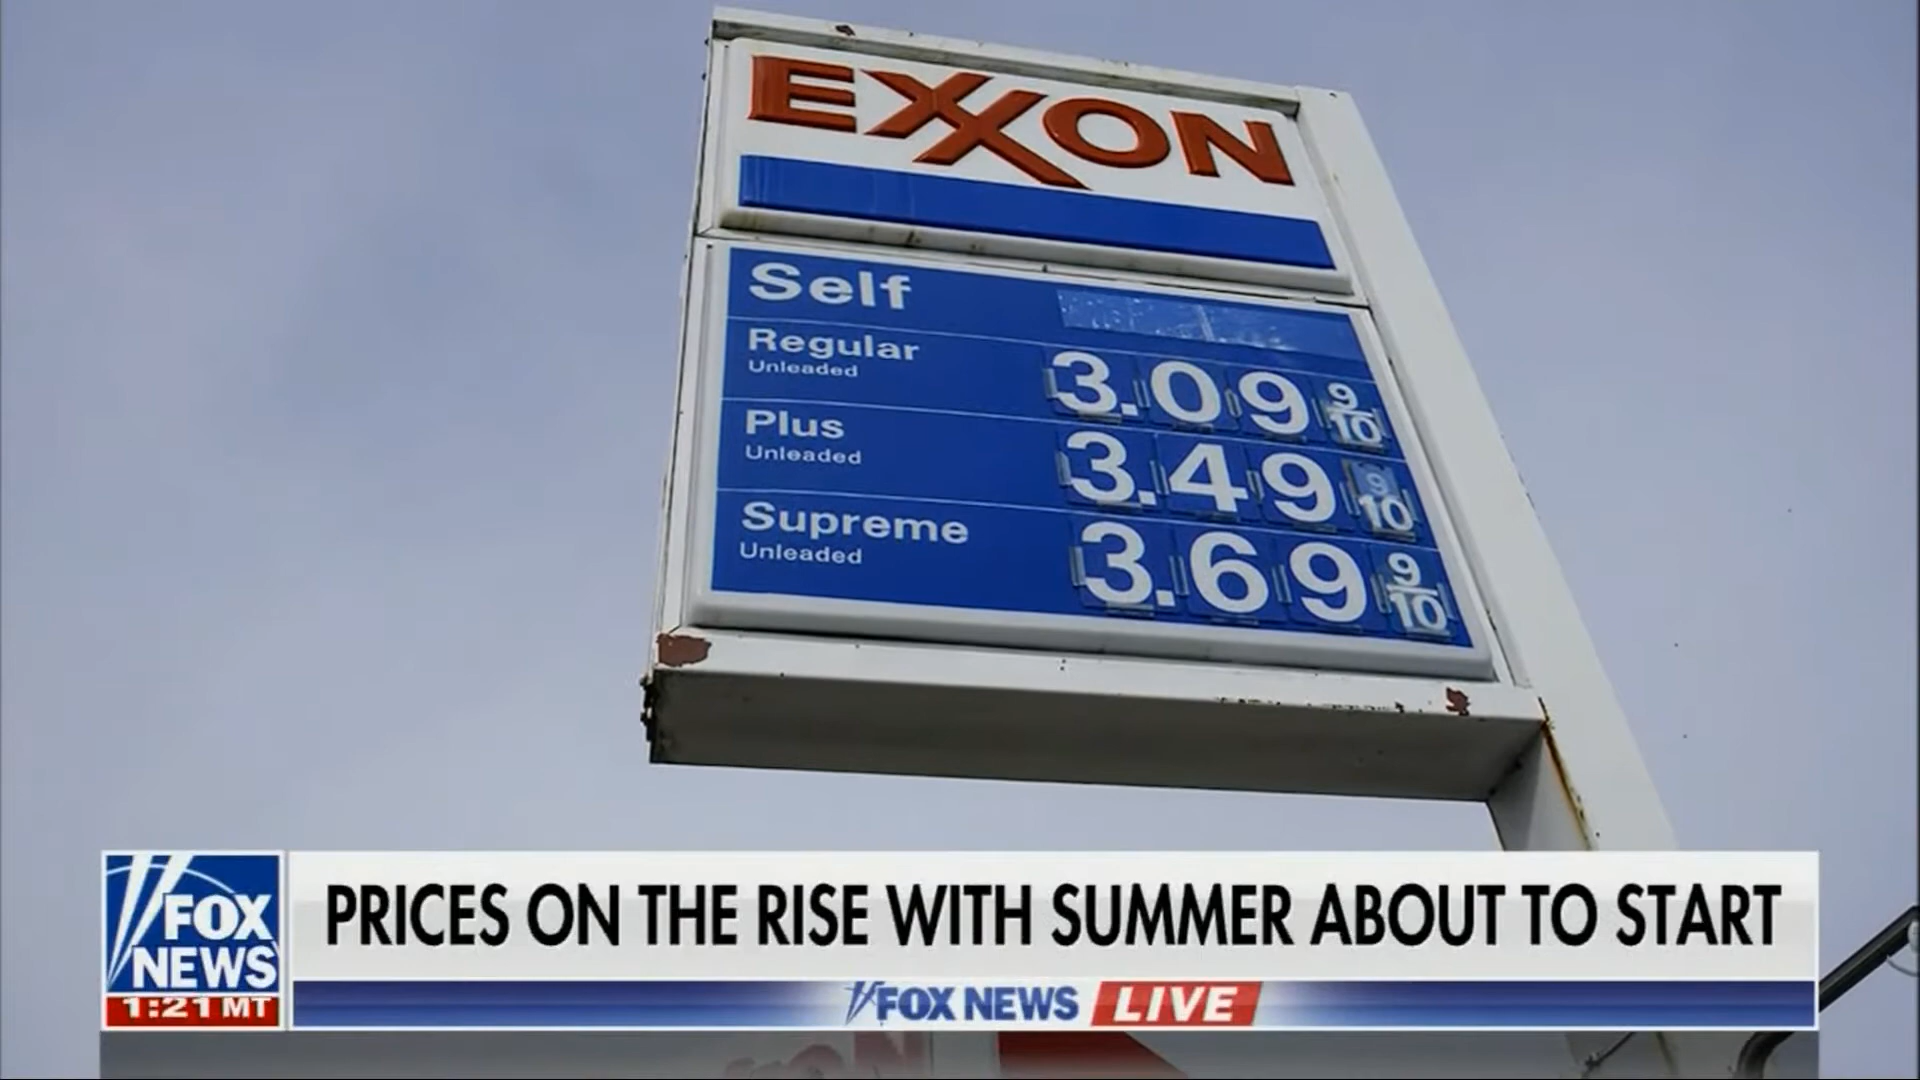 EXXON
Self
Regular
Unleaded
3.09 9/10
Plus
Unleaded
3.49 9/10
Supreme
Unleaded
3.69 9/10
FOX
NEWS
1:21 MT
PRICES ON THE RISE WITH SUMMER ABOUT TO START
FOX NEWS LIVE